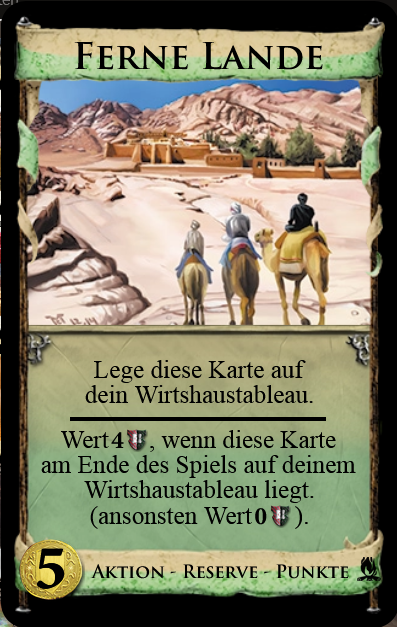 FERNE LANDE
Lege diese Karte auf
dein Wirtshaustableau.
Wert 4, wenn diese Karte
am Ende des Spiels auf deinem
Wirtshaustableau liegt.
(ansonsten Wert 0).
5
AKTION - RESERVE - PUNKTE